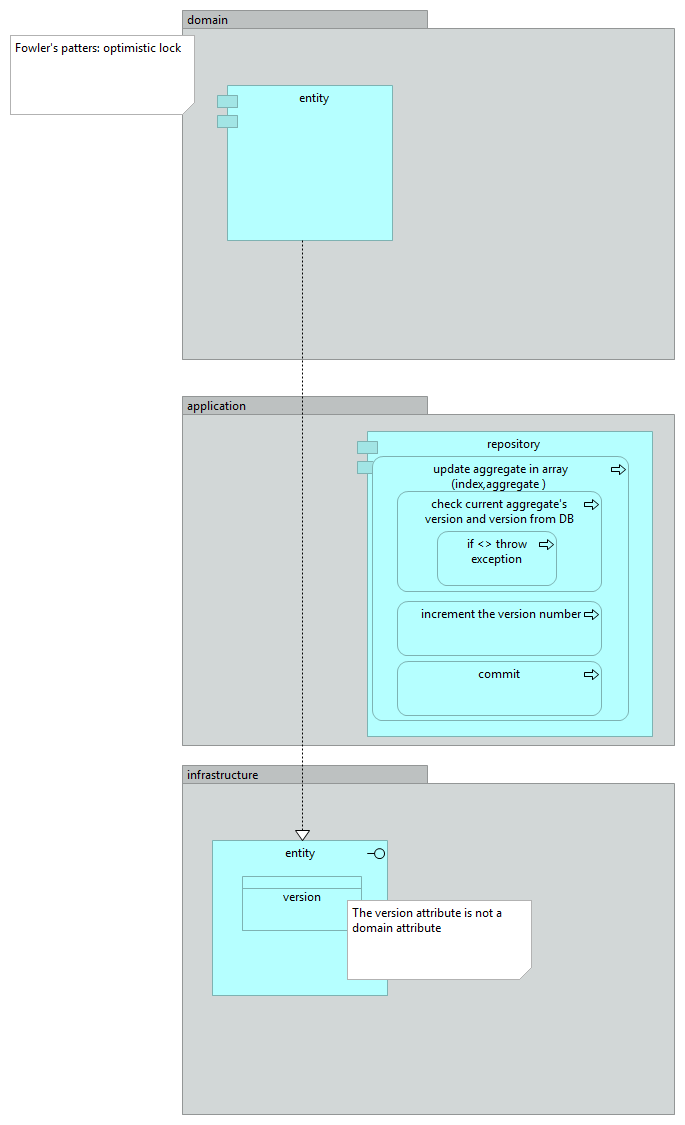 domain
Fowler's patters: optimistic lock
entity
application
repository
update aggregate in array
(index,aggregate )
check current aggregate's
version and version from DB
if <> throw
exception
increment the version number
commit
infrastructure
entity
version
The version attribute is not a
domain attribute